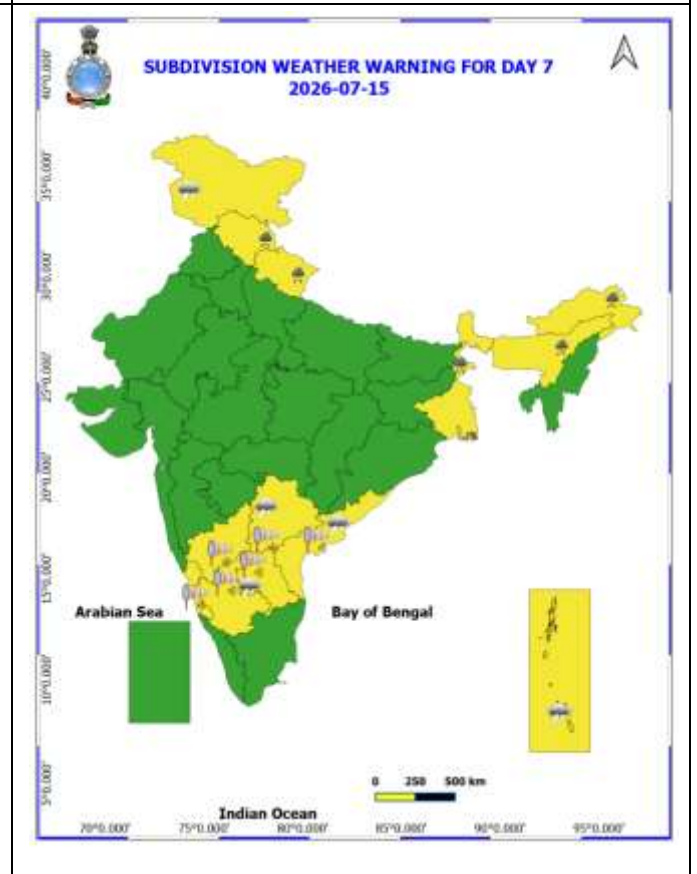 SUBDIVISION WEATHER WARNING FOR DAY 7
2026-07-15
40°0.000'
35°0.000'
30°0.000'
25°0.000'
20°0.000'
15°0.000'
Arabian Sea
Bay of Bengal
10°0.000'
5°0.000'
0 250 500 km
Indian Ocean
70°0.000' 75°0.000' 80°0.000' 85°0.000' 90°0.000' 95°0.000'